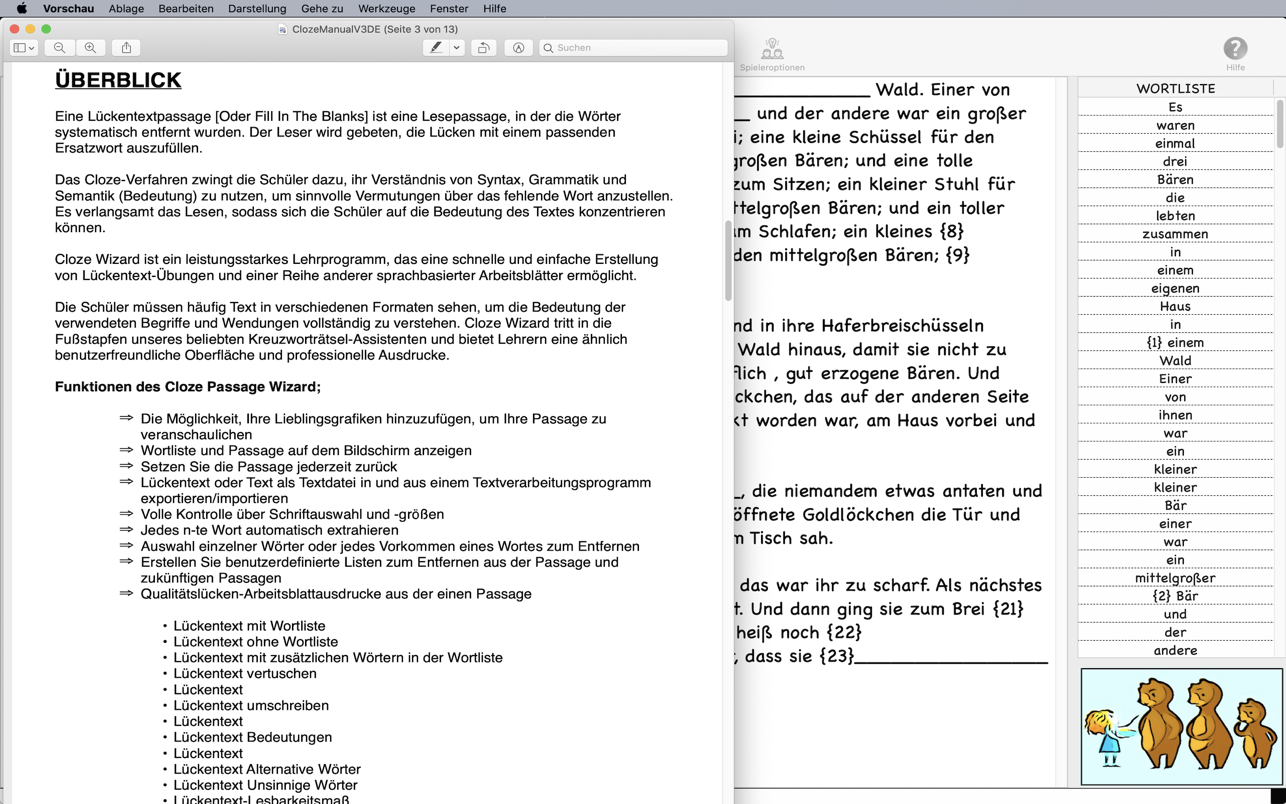 Vorschau Ablage Bearbeiten Darstellung Gehe zu Werkzeuge Fenster Hilfe
ClozeManualV3DE (Seite 3 von 13)
Suchen
ÜBERBLICK
Eine Lückentextpassage [Oder Fill In The Blanks] ist eine Lesepassage, in der die Wörter
systematisch entfernt wurden. Der Leser wird gebeten, die Lücken mit einem passenden
Ersatzwort auszufüllen.
Das Cloze-Verfahren zwingt die Schüler dazu, ihr Verständnis von Syntax, Grammatik und
Semantik (Bedeutung) zu nutzen, um sinnvolle Vermutungen über das fehlende Wort anzustellen.
Es verlangsamt das Lesen, sodass sich die Schüler auf die Bedeutung des Textes konzentrieren
können.
Cloze Wizard ist ein leistungsstarkes Lehrprogramm, das eine schnelle und einfache Erstellung
von Lückentext-Übungen und einer Reihe anderer sprachbasierter Arbeitsblätter ermöglicht.
Die Schüler müssen häufig Text in verschiedenen Formaten sehen, um die Bedeutung der
verwendeten Begriffe und Wendungen vollständig zu verstehen. Cloze Wizard tritt in die
Fußstapfen unseres beliebten Kreuzworträtsel-Assistenten und bietet Lehrern eine ähnlich
benutzerfreundliche Oberfläche und professionelle Ausdrucke.
Funktionen des Cloze Passage Wizard;
⇒ Die Möglichkeit, Ihre Lieblingsgrafiken hinzuzufügen, um Ihre Passage zu
veranschaulichen
⇒ Wortliste und Passage auf dem Bildschirm anzeigen
⇒ Setzen Sie die Passage jederzeit zurück
⇒ Lückentext oder Text als Textdatei in und aus einem Textverarbeitungsprogramm
exportieren/importieren
⇒ Volle Kontrolle über Schriftauswahl und -größen
⇒ Jedes n-te Wort automatisch extrahieren
⇒ Auswahl einzelner Wörter oder jedes Vorkommen eines Wortes zum Entfernen
⇒ Erstellen Sie benutzerdefinierte Listen zum Entfernen aus der Passage und
zukünftigen Passagen
⇒ Qualitätslücken-Arbeitsblattausdrucke aus der einen Passage
• Lückentext mit Wortliste
• Lückentext ohne Wortliste
• Lückentext mit zusätzlichen Wörtern in der Wortliste
• Lückentext vertuschen
• Lückentext
• Lückentext umschreiben
• Lückentext
• Lückentext Bedeutungen
• Lückentext
• Lückentext Alternative Wörter
• Lückentext Unsinnige Wörter
• Lückentext-Lesbarkeitsmaß
Spieleroptionen
Hilfe
Wald. Einer von
und der andere war ein großer
; eine kleine Schüssel für den
großen Bären; und eine tolle
zum Sitzen; ein kleiner Stuhl für
ttelgroßen Bären; und ein toller
m Schlafen; ein kleines {8}
den mittelgroßen Bären; {9}
nd in ihre Haferbreischüsseln
Wald hinaus, damit sie nicht zu
flich , gut erzogene Bären. Und
ckchen, das auf der anderen Seite
kt worden war, am Haus vorbei und
, die niemandem etwas antaten und
öffnete Goldlöckchen die Tür und
m Tisch sah.
das war ihr zu scharf. Als nächstes
t. Und dann ging sie zum Brei {21}
heiß noch {22}
, dass sie {23}
WORTLISTE
Es
waren
einmal
drei
Bären
die
lebten
zusammen
in
einem
eigenen
Haus
in
{1} einem
Wald
Einer
von
ihnen
war
ein
kleiner
kleiner
Bär
einer
war
ein
mittelgroßer
{2} Bär
und
der
andere